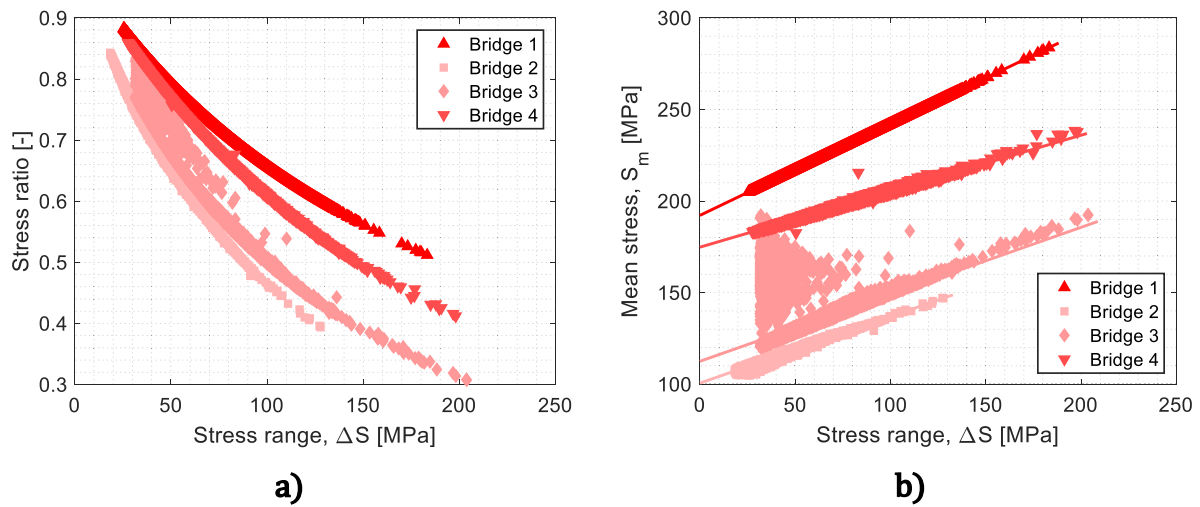 0.9
0.8
0.7
0.6
0.5
0.4
0.3
0
50
100
150
200
250
Stress ratio [-]
Stress range, ΔS [MPa]
Bridge 1
Bridge 2
Bridge 3
Bridge 4
a)
300
250
200
150
100
0
50
100
150
200
250
Mean stress, Sm [MPa]
Stress range, ΔS [MPa]
Bridge 1
Bridge 2
Bridge 3
Bridge 4
b)